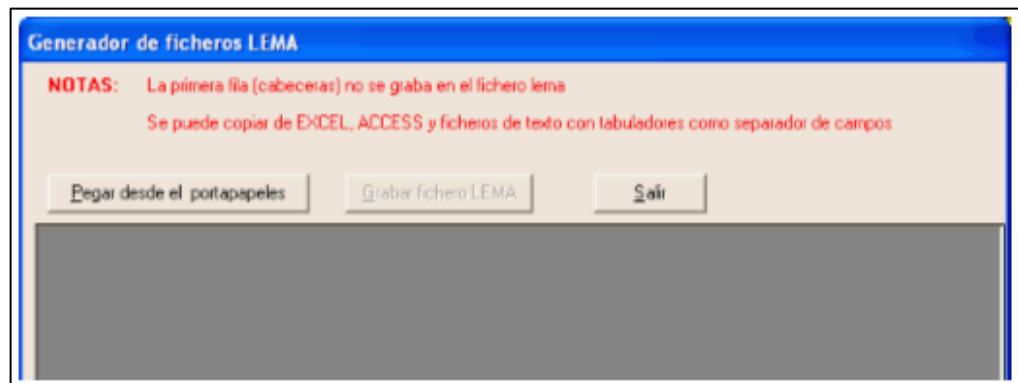 Generador de ficheros LEMA
NOTAS: La primera fila (cabeceras) no se graba en el fichero lema
Se puede copiar de EXCEL, ACCESS y ficheros de texto con tabuladores como separador de campos
Pegar desde el portapapeles Grabar fichero LEMA Salir